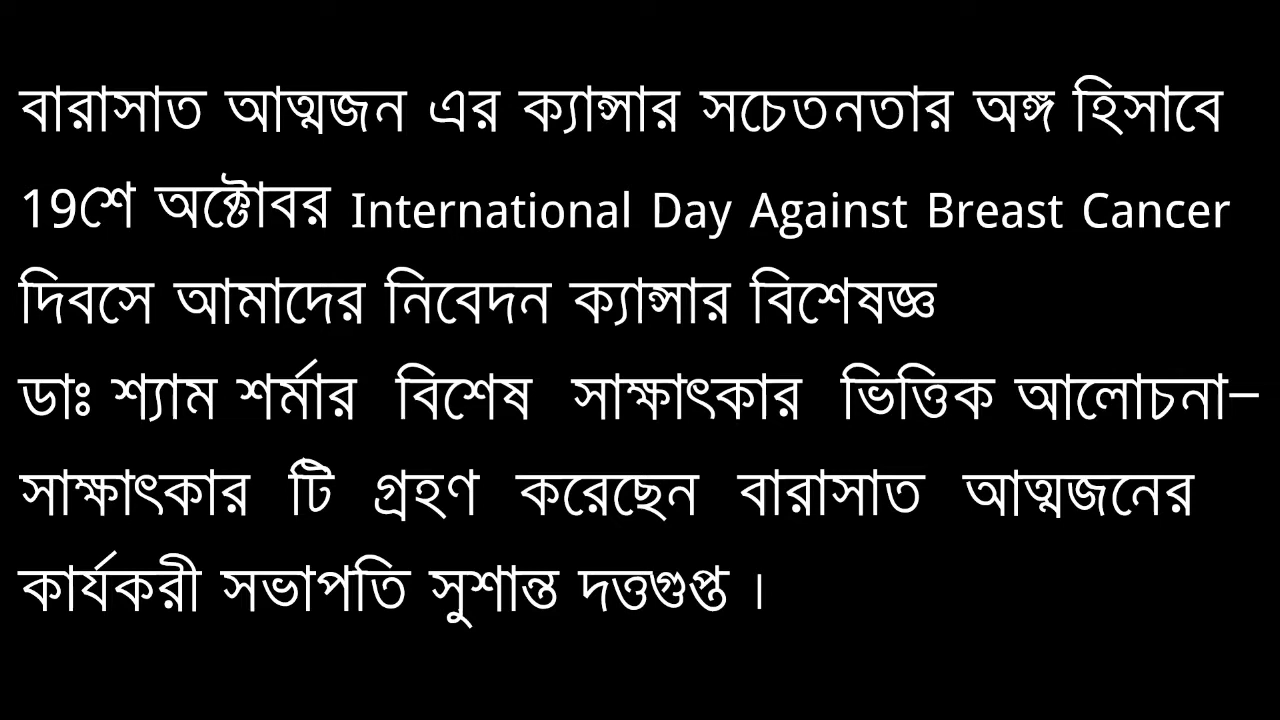 বারাসাত আত্মজন এর ক্যান্সার সচেতনতার অঙ্গ হিসাবে
19শে অক্টোবর International Day Against Breast Cancer
দিবসে আমাদের নিবেদন ক্যান্সার বিশেষজ্ঞ
ডাঃ শ্যাম শর্মার বিশেষ সাক্ষাৎকার ভিত্তিক আলোচনা–
সাক্ষাৎকার টি গ্রহণ করেছেন বারাসাত আত্মজনের
কার্যকরী সভাপতি সুশান্ত দত্তগুপ্ত ।